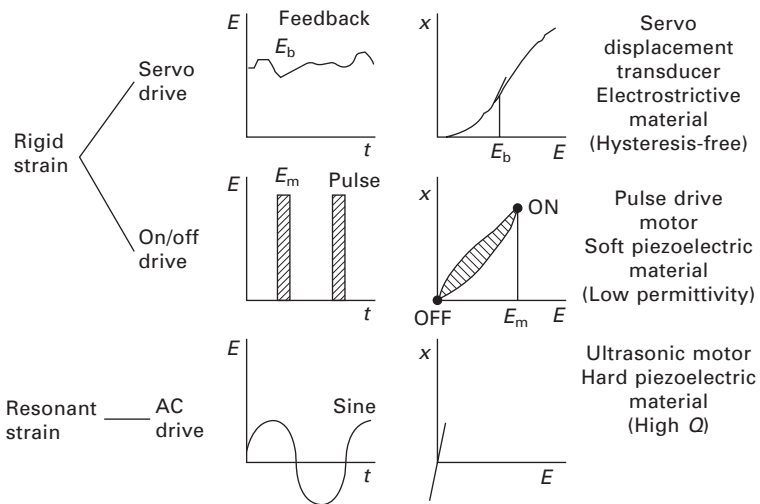 Rigid
strain
Servo
drive
On/off
drive
E
Feedback
E_b
t
x
E_b
E
Servo
displacement
transducer
Electrostrictive
material
(Hysteresis-free)
E
E_m
Pulse
t
x
ON
OFF
E_m
E
Pulse drive
motor
Soft piezoelectric
material
(Low permittivity)
Resonant
strain
AC
drive
E
Sine
t
x
E
Ultrasonic motor
Hard piezoelectric
material
(High Q)